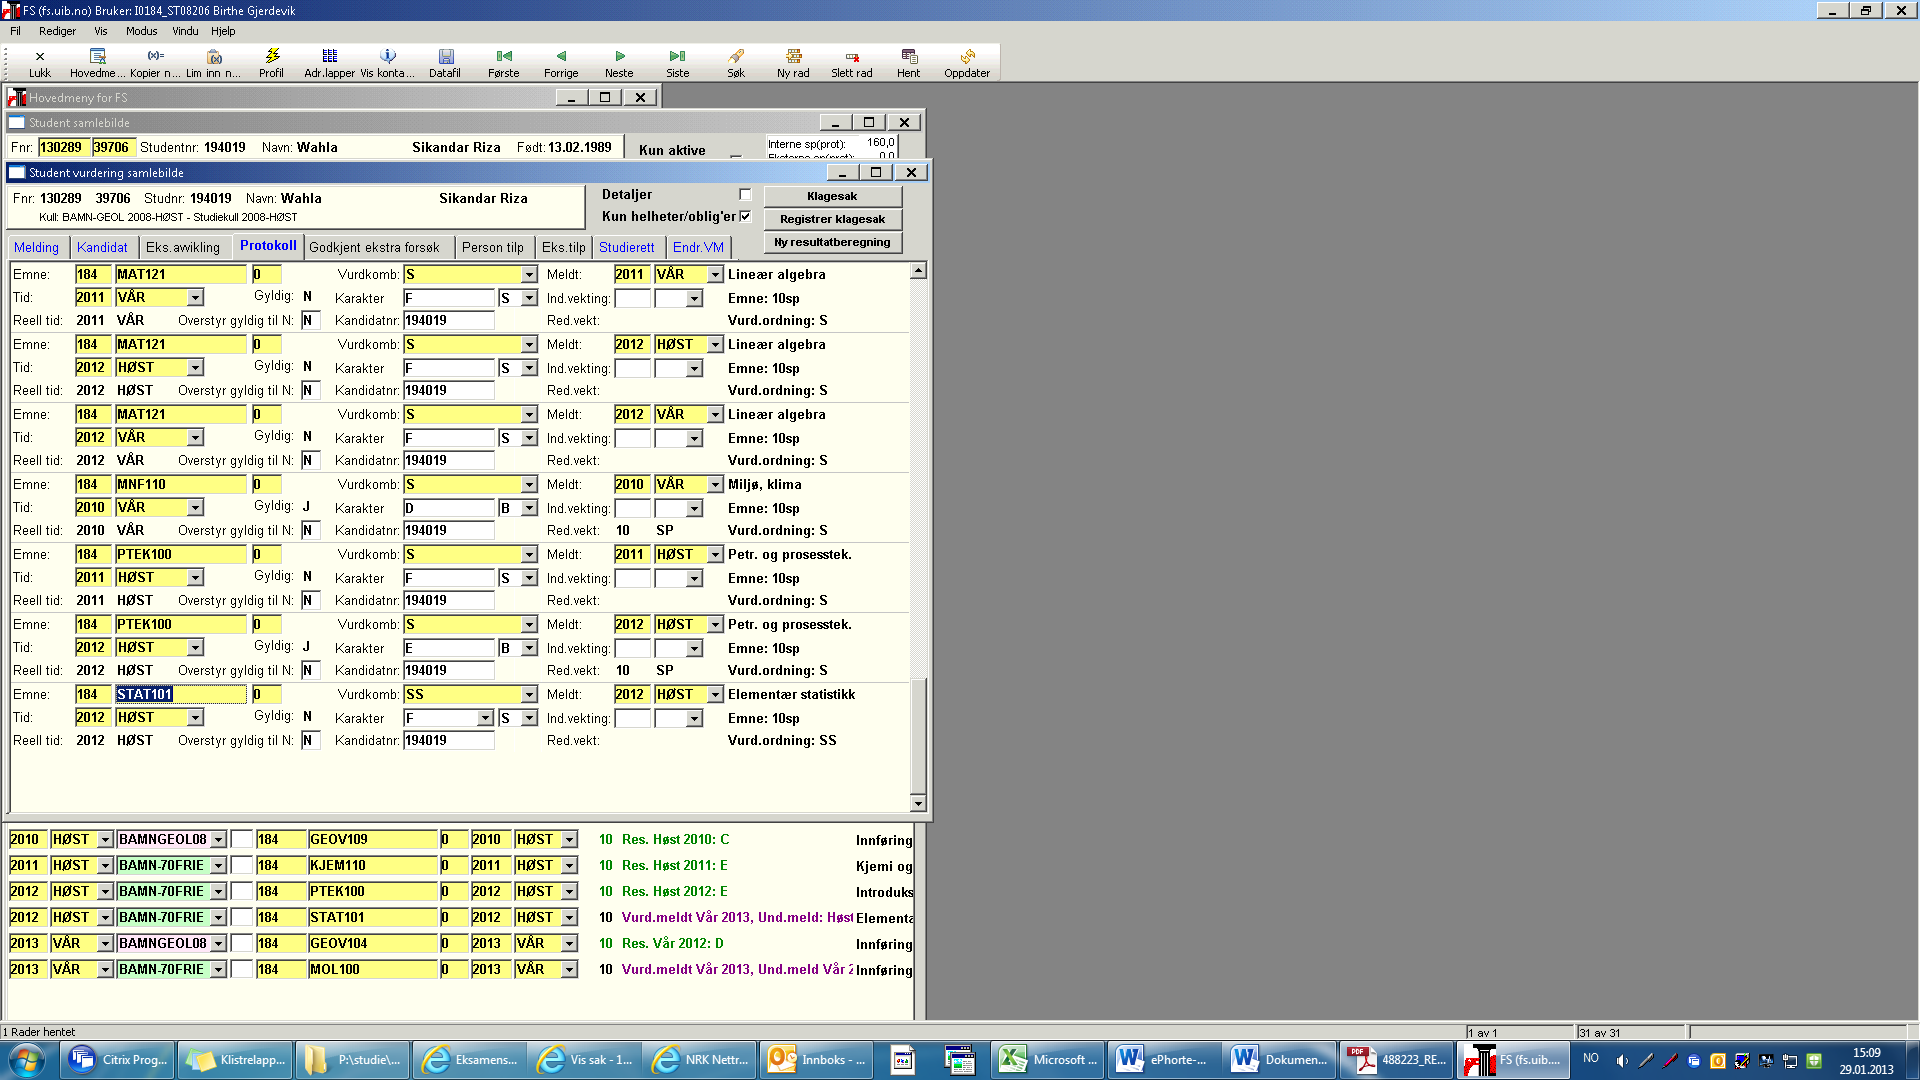 FS (fs.uib.no) Bruker: I0184_ST08206 Birthe Gjerdevik
Fil Rediger Vis Modus Vindu Hjelp
Lukk Hovedme... Kopier n... Lim inn n... Profil Adr.lapper Vis konta... Datafil Første Forrige Neste Siste Søk Ny rad Slett rad Hent Oppdater
Hovedmeny for FS
Student samlebilde
Fnr: 130289 39706 Studentnr: 194019 Navn: Wahla Sikandar Riza Født: 13.02.1989 Kun aktive Interne sp(prot): 160,0
Eksterne sp(prot): 0,0
Student vurdering samlebilde
Fnr: 130289 39706 Studnr: 194019 Navn: Wahla Sikandar Riza
Kull: BAMN-GEOL 2008-HØST - Studiekull 2008-HØST
Detaljer
Kun helheter/oblig'er
Klagesak
Registrer klagesak
Ny resultatberegning
Melding Kandidat Eks.avvikling Protokoll Godkjent ekstra forsøk Person tilp Eks.tilp Studierett Endr.VM
Emne: 184 MAT121 0 Vurdkomb: S Meldt: 2011 VÅR Lineær algebra
Tid: 2011 VÅR Gyldig: N Karakter F S Ind.vekting: Emne: 10sp
Reell tid: 2011 VÅR Overstyr gyldig til N: N Kandidatnr: 194019 Red.vekt: Vurd.ordning: S
Emne: 184 MAT121 0 Vurdkomb: S Meldt: 2012 HØST Lineær algebra
Tid: 2012 HØST Gyldig: N Karakter F S Ind.vekting: Emne: 10sp
Reell tid: 2012 HØST Overstyr gyldig til N: N Kandidatnr: 194019 Red.vekt: Vurd.ordning: S
Emne: 184 MAT121 0 Vurdkomb: S Meldt: 2012 VÅR Lineær algebra
Tid: 2012 VÅR Gyldig: N Karakter F S Ind.vekting: Emne: 10sp
Reell tid: 2012 VÅR Overstyr gyldig til N: N Kandidatnr: 194019 Red.vekt: Vurd.ordning: S
Emne: 184 MNF110 0 Vurdkomb: S Meldt: 2010 VÅR Miljø, klima
Tid: 2010 VÅR Gyldig: J Karakter D B Ind.vekting: Emne: 10sp
Reell tid: 2010 VÅR Overstyr gyldig til N: N Kandidatnr: 194019 Red.vekt: 10 SP Vurd.ordning: S
Emne: 184 PTEK100 0 Vurdkomb: S Meldt: 2011 HØST Petr. og prosesstek.
Tid: 2011 HØST Gyldig: N Karakter F S Ind.vekting: Emne: 10sp
Reell tid: 2011 HØST Overstyr gyldig til N: N Kandidatnr: 194019 Red.vekt: Vurd.ordning: S
Emne: 184 PTEK100 0 Vurdkomb: S Meldt: 2012 HØST Petr. og prosesstek.
Tid: 2012 HØST Gyldig: J Karakter E B Ind.vekting: Emne: 10sp
Reell tid: 2012 HØST Overstyr gyldig til N: N Kandidatnr: 194019 Red.vekt: 10 SP Vurd.ordning: S
Emne: 184 STAT101 0 Vurdkomb: SS Meldt: 2012 HØST Elementær statistikk
Tid: 2012 HØST Gyldig: N Karakter F S Ind.vekting: Emne: 10sp
Reell tid: 2012 HØST Overstyr gyldig til N: N Kandidatnr: 194019 Red.vekt: Vurd.ordning: SS
2010 HØST BAMNGEOL08 184 GEOV109 0 2010 HØST 10 Res. Høst 2010: C Innføring
2011 HØST BAMN-70FRIE 184 KJEM110 0 2011 HØST 10 Res. Høst 2011: E Kjemi og
2012 HØST BAMN-70FRIE 184 PTEK100 0 2012 HØST 10 Res. Høst 2012: E Introduks
2012 HØST BAMN-70FRIE 184 STAT101 0 2012 HØST 10 Vurd.meldt Vår 2013, Und.meld: Høst Elementa
2013 VÅR BAMNGEOL08 184 GEOV104 0 2013 VÅR 10 Res. Vår 2012: D Innføring
2013 VÅR BAMN-70FRIE 184 MOL100 0 2013 VÅR 10 Vurd.meldt Vår 2013, Und.meld Vår 2 Innføring
1 Rader hentet 1 av 1 31 av 31
Citrix Prog... Klistrelapp... P:\studie\... Eksamens... Vis sak - 1... NRK Nettr... Innboks - ... Microsoft ... ePhorte-... Dokumen... 488223_RE... FS (fs.uib.... NO 15:09
29.01.2013